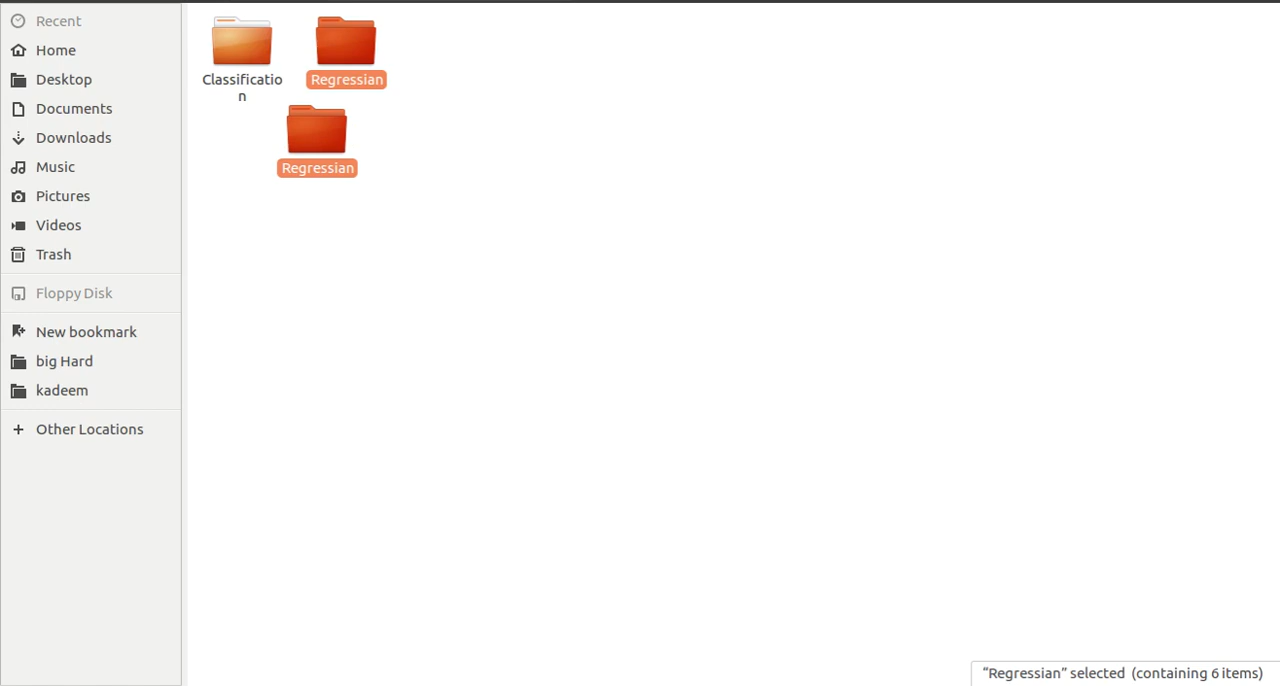 Recent
Home
Desktop
Documents
Downloads
Music
Pictures
Videos
Trash
Floppy Disk
New bookmark
big Hard
kadeem
Other Locations
Classificatio
n
Regressian
Regressian
“Regressian” selected (containing 6 items)